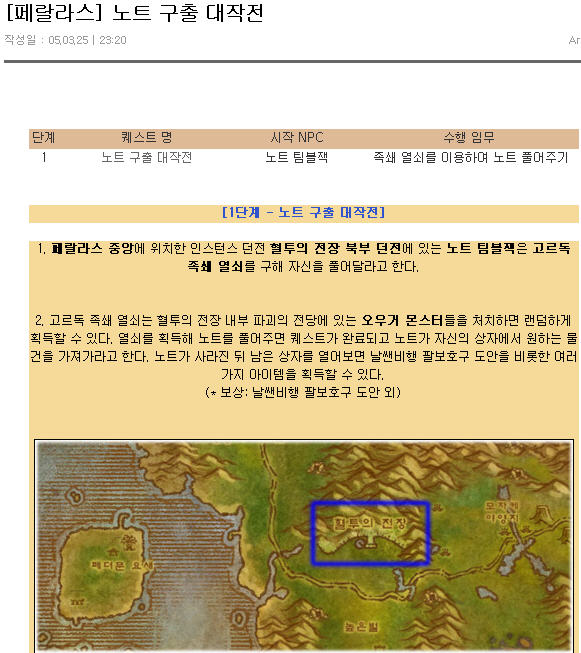 [페랄라스] 노트 구출 대작전
작성일 : 05,03,25 | 23:20
Ar
단계 퀘스트 명 시작 NPC 수행 임무
1 노트 구출 대작전 노트 팀블잭 족쇄 열쇠를 이용하여 노트 풀어주기
[1단계 - 노트 구출 대작전]
1. 페랄라스 중앙에 위치한 인스턴스 던전 혈투의 전장 북부 던전에 있는 노트 팀블잭은 고르독
족쇄 열쇠를 구해 자신을 풀어달라고 한다.
2. 고르독 족쇄 열쇠는 혈투의 전장 내부 파괴의 전당에 있는 오우거 몬스터들을 처치하면 랜덤하게
획득할 수 있다. 열쇠를 획득해 노트를 풀어주면 퀘스트가 완료되고 노트가 자신의 상자에서 원하는 물
건을 가져가라고 한다. 노트가 사라진 뒤 남은 상자를 열어보면 날쌘비행 팔보호구 도안을 비롯한 여러
가지 아이템을 획득할 수 있다.
(* 보상: 날쌘비행 팔보호구 도안 외)
혈투의 전장
모자케
야영지
페더문 요새
높은벌